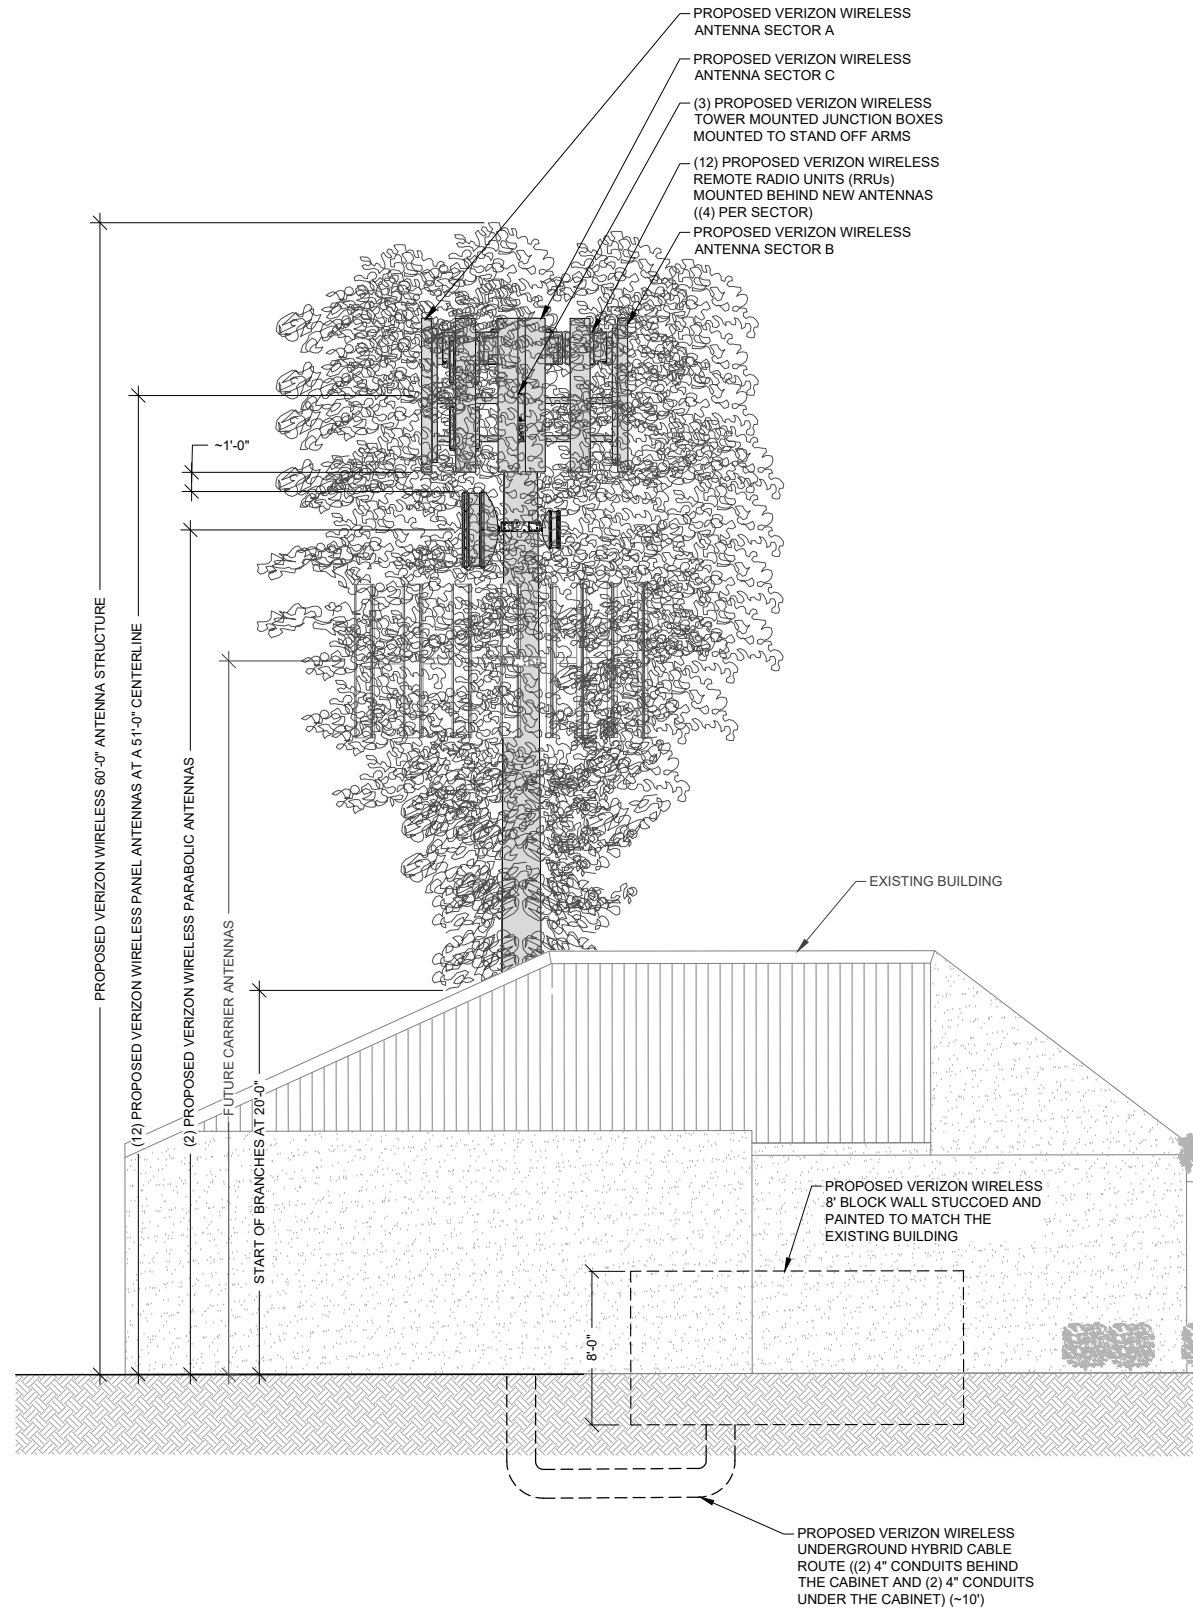 PROPOSED VERIZON WIRELESS
ANTENNA SECTOR A
PROPOSED VERIZON WIRELESS
ANTENNA SECTOR C
(3) PROPOSED VERIZON WIRELESS
TOWER MOUNTED JUNCTION BOXES
MOUNTED TO STAND OFF ARMS
(12) PROPOSED VERIZON WIRELESS
REMOTE RADIO UNITS (RRUs)
MOUNTED BEHIND NEW ANTENNAS
((4) PER SECTOR)
PROPOSED VERIZON WIRELESS
ANTENNA SECTOR B
~1'-0"
PROPOSED VERIZON WIRELESS 60'-0" ANTENNA STRUCTURE
(12) PROPOSED VERIZON WIRELESS PANEL ANTENNAS AT A 51'-0" CENTERLINE
(2) PROPOSED VERIZON WIRELESS PARABOLIC ANTENNAS
FUTURE CARRIER ANTENNAS
START OF BRANCHES AT 20'-0"
EXISTING BUILDING
PROPOSED VERIZON WIRELESS
8' BLOCK WALL STUCCOED AND
PAINTED TO MATCH THE
EXISTING BUILDING
8'-0"
PROPOSED VERIZON WIRELESS
UNDERGROUND HYBRID CABLE
ROUTE ((2) 4" CONDUITS BEHIND
THE CABINET AND (2) 4" CONDUITS
UNDER THE CABINET) (~10')